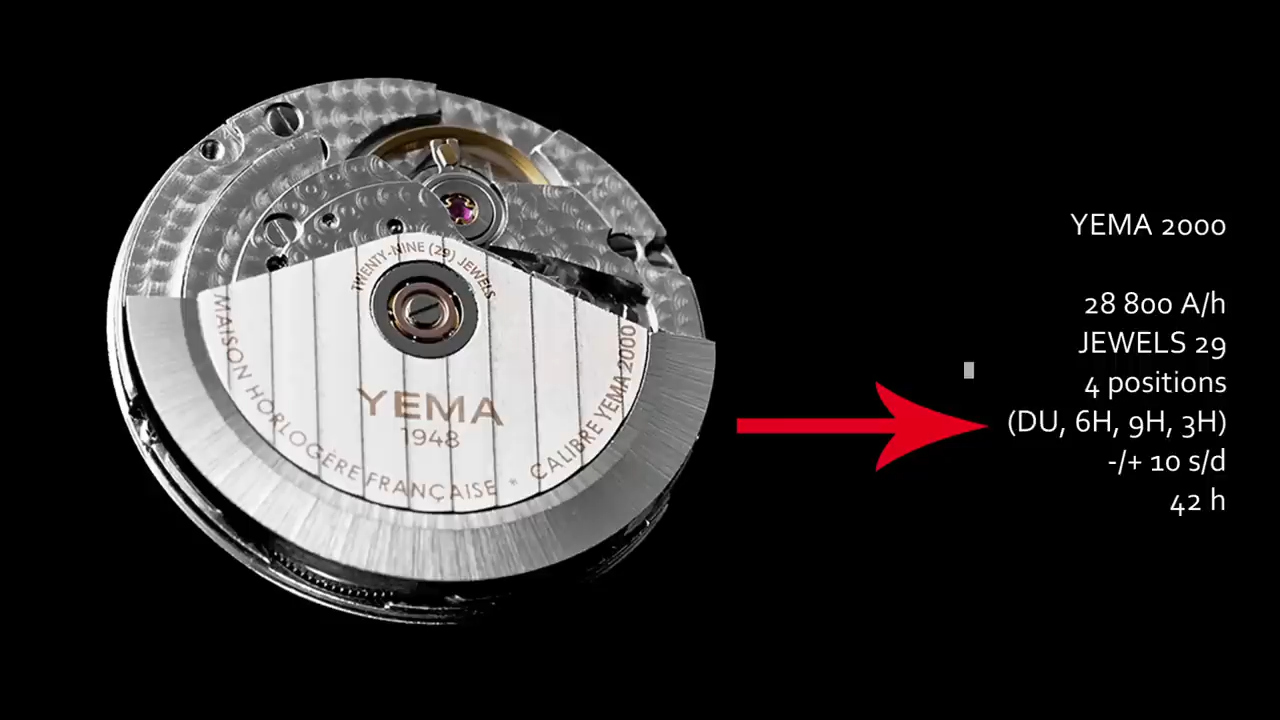 TWENTY-NINE (29) JEWELS
YEMA
1948
MAISON HORLOGÈRE FRANÇAISE * CALIBRE YEMA 2000
YEMA 2000
28 800 A/h
JEWELS 29
4 positions
(DU, 6H, 9H, 3H)
-/+ 10 s/d
42 h